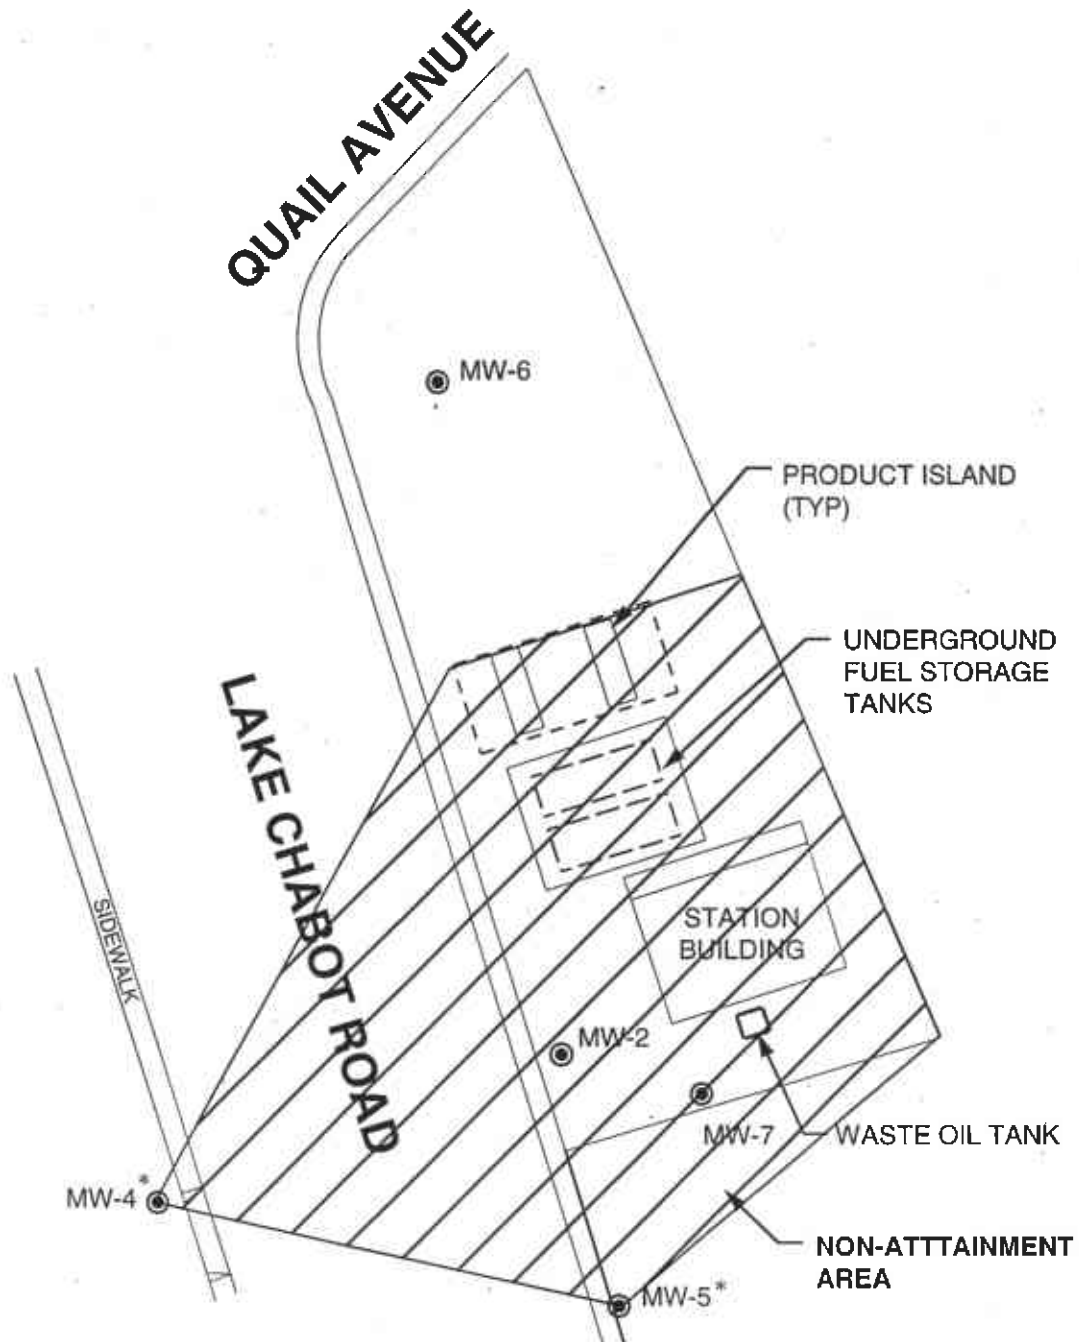 QUAIL AVENUE
MW-6
PRODUCT ISLAND
(TYP)
UNDERGROUND
FUEL STORAGE
TANKS
LAKE CHABOT ROAD
SIDEWALK
STATION
BUILDING
MW-2
MW-7
WASTE OIL TANK
MW-4*
NON-ATTTAINMENT
AREA
MW-5*